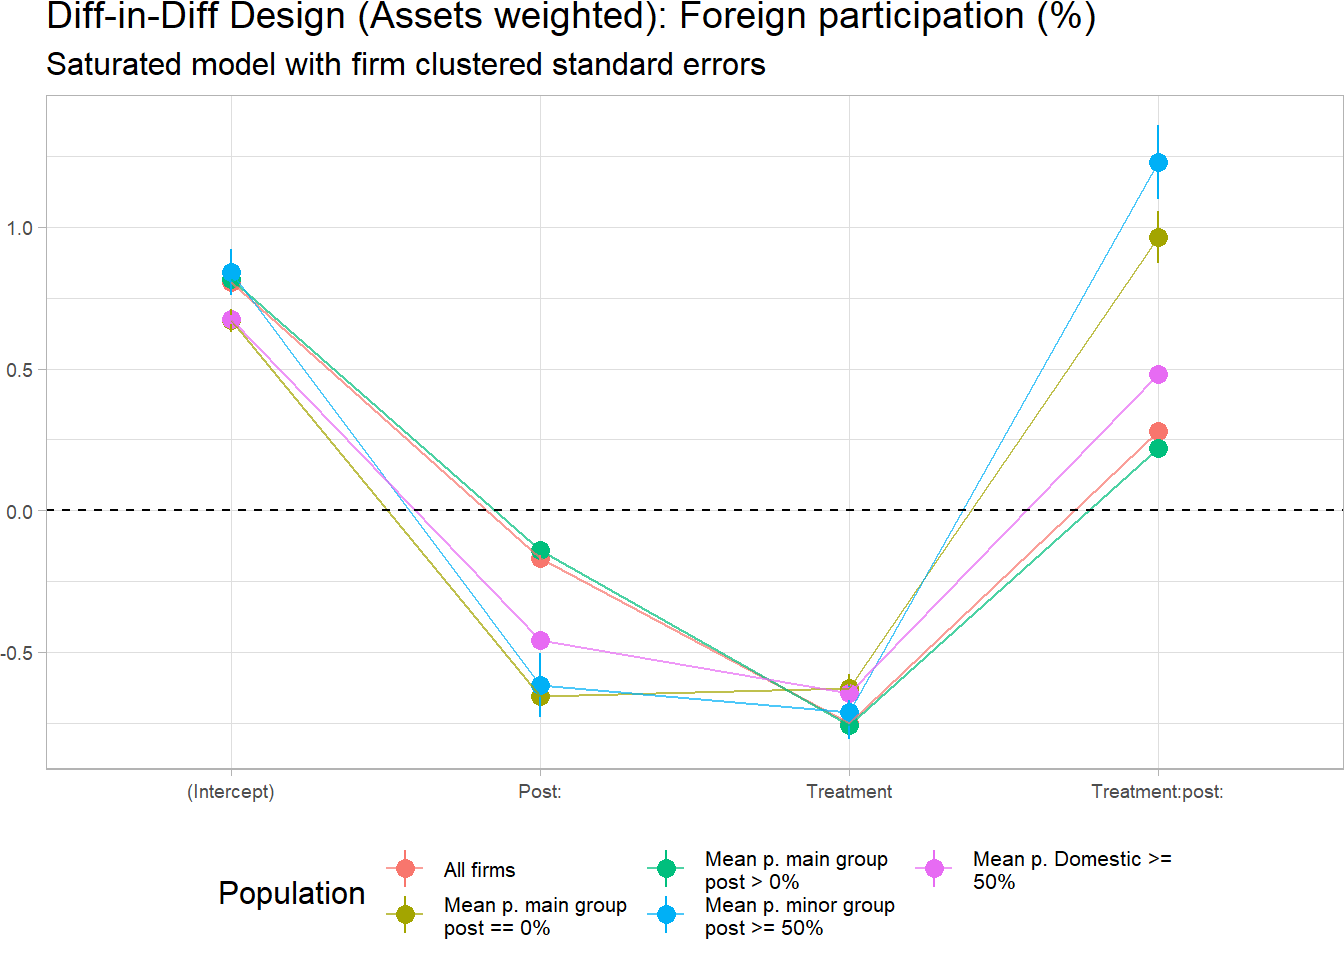 Diff-in-Diff Design (Assets weighted): Foreign participation (%)
Saturated model with firm clustered standard errors
1.0
0.5
0.0
-0.5
(Intercept)
Post:
Treatment
Treatment:post:
Population
All firms
Mean p. main group
post == 0%
Mean p. main group
post > 0%
Mean p. minor group
post >= 50%
Mean p. Domestic >=
50%